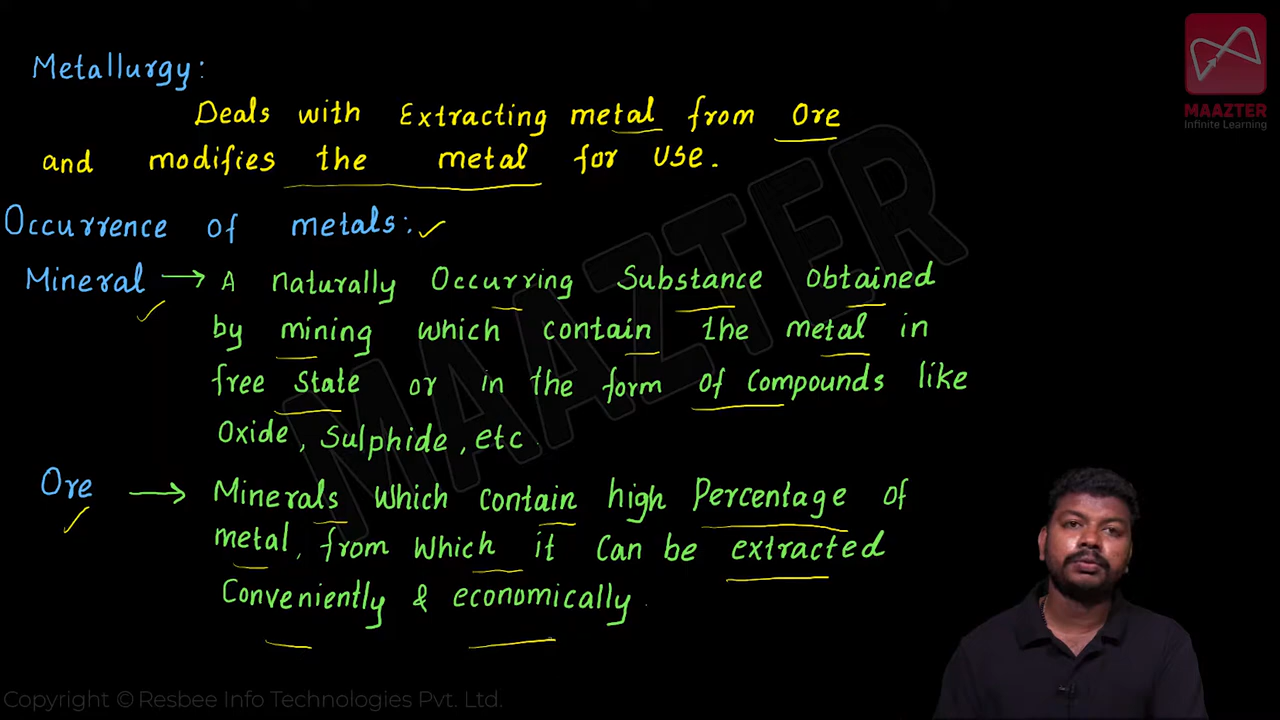 MAAZTER
Infinite Learning
Metallurgy:
Deals with Extracting metal from Ore
and modifies the metal for use.
Occurrence of metals:
Mineral → A naturally Occurring Substance obtained
by mining which contain the metal in
free State or in the form of Compounds like
Oxide, Sulphide, etc.
Ore → Minerals which contain high Percentage of
metal, from which it Can be extracted
Conveniently & economically.
MAAZTER
Copyright © Resbee Info Technologies Pvt. Ltd.